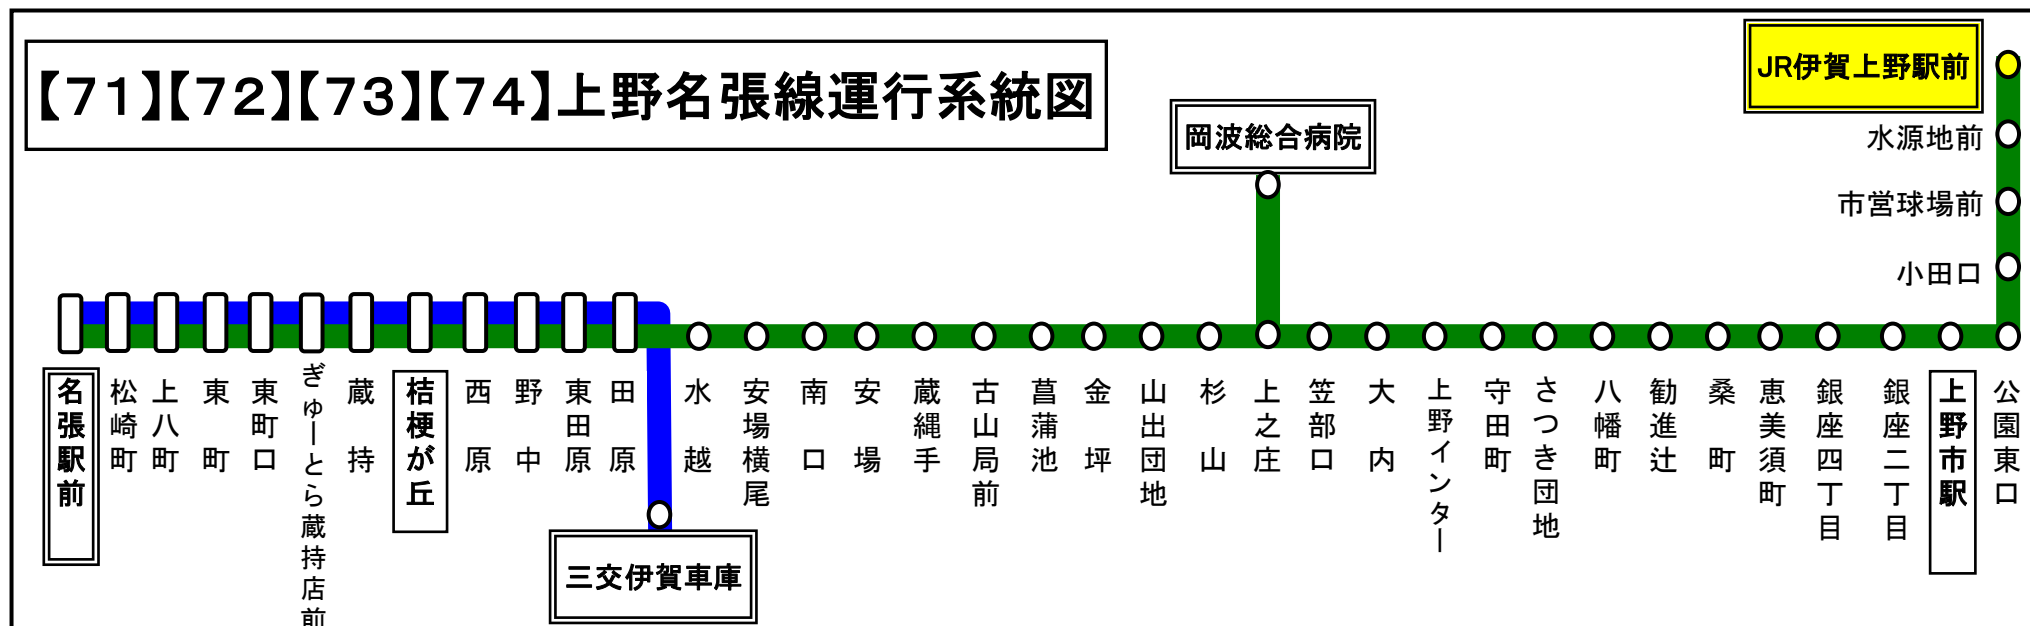 【71】【72】【73】【74】上野名張線運行系統図
JR伊賀上野駅前
水源地前
市営球場前
小田口
岡波総合病院
名張駅前
松崎町
上八町
東町
東町口
ぎゅーとら蔵持店前
蔵持
桔梗が丘
西原
野中
東田原
田原
水越
安場横尾
南口
安場
蔵縄手
古山局前
菖蒲池
金坪
山出団地
杉山
上之庄
笠部口
大内
上野インター
守田町
さつき団地
八幡町
勧進辻
桑町
恵美須町
銀座四丁目
銀座二丁目
上野市駅
公園東口
三交伊賀車庫